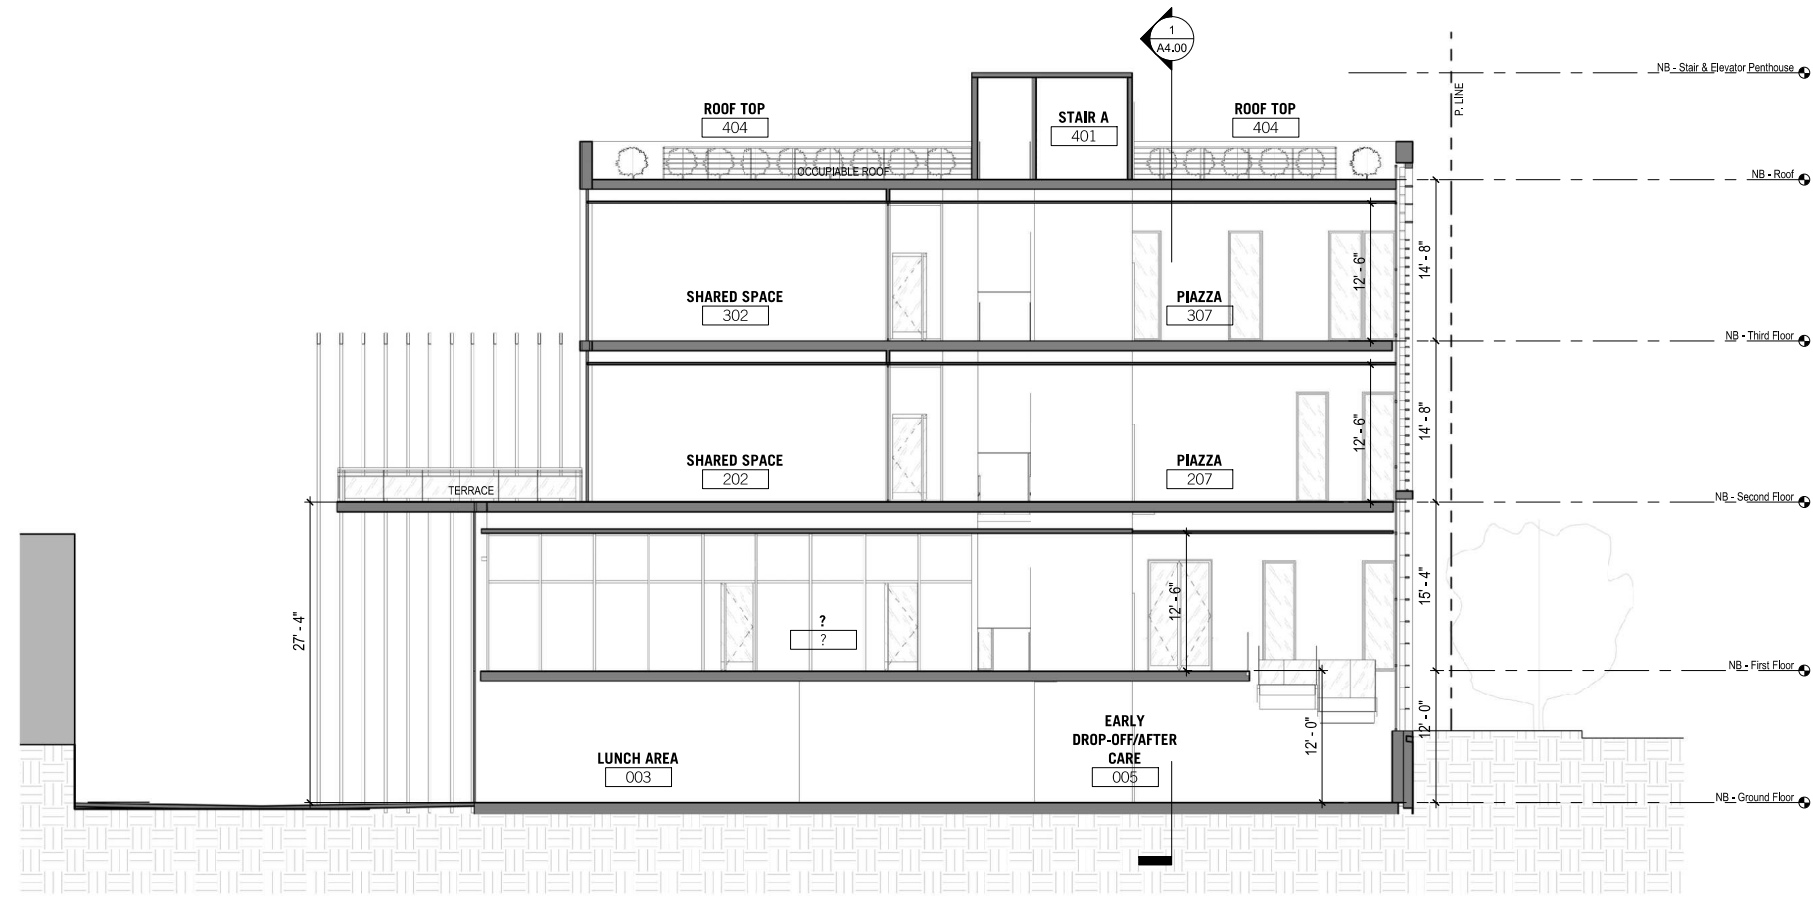 1
A4.00
NB - Stair & Elevator Penthouse
P. LINE
ROOF TOP
404
STAIR A
401
ROOF TOP
404
OCCUPIABLE ROOF
NB - Roof
SHARED SPACE
302
PIAZZA
307
12' - 6"
14' - 8"
NB - Third Floor
SHARED SPACE
202
PIAZZA
207
12' - 6"
14' - 8"
TERRACE
NB - Second Floor
27' - 4"
?
?
12' - 6"
15' - 4"
NB - First Floor
LUNCH AREA
003
EARLY
DROP-OFF/AFTER
CARE
005
12' - 0"
12' - 0"
NB - Ground Floor